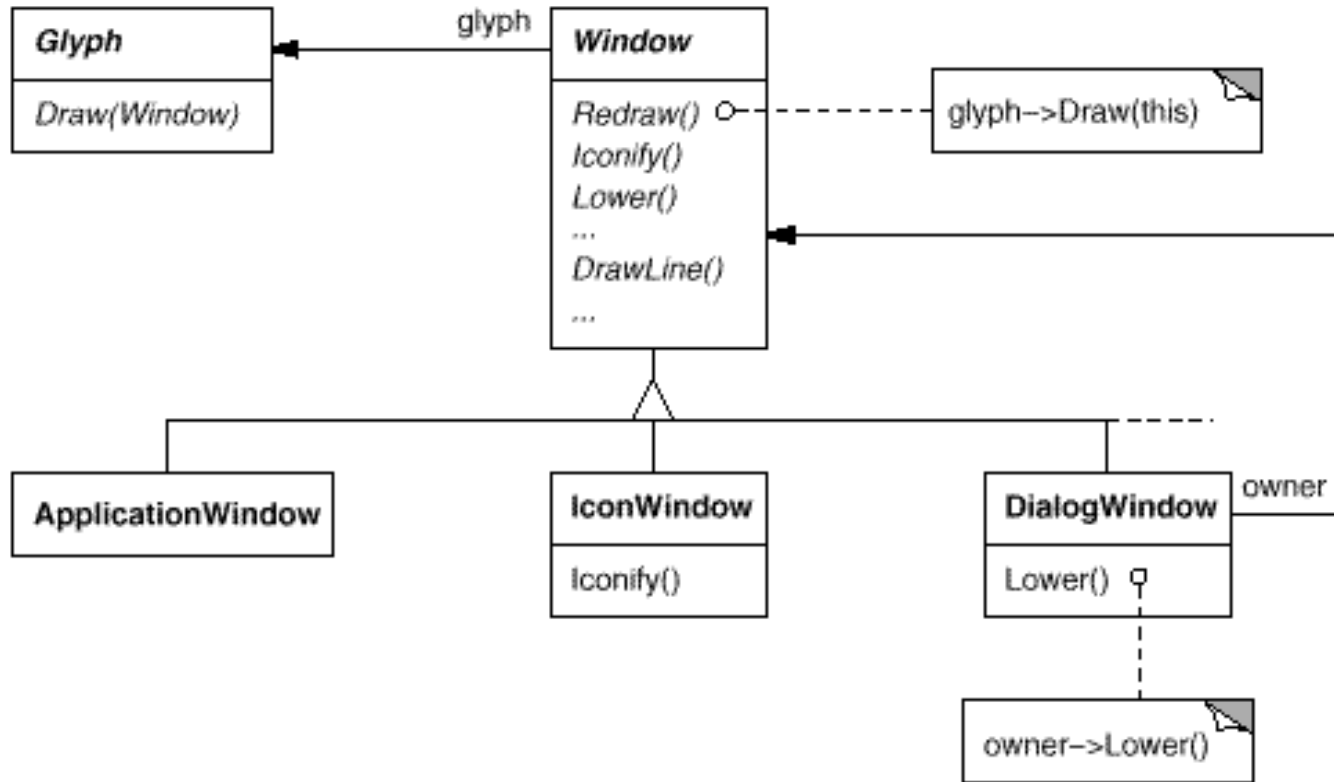 Glyph
Draw(Window)
glyph
Window
Redraw()
Iconify()
Lower()
...
DrawLine()
...
glyph->Draw(this)
ApplicationWindow
IconWindow
Iconify()
DialogWindow
Lower()
owner
owner->Lower()